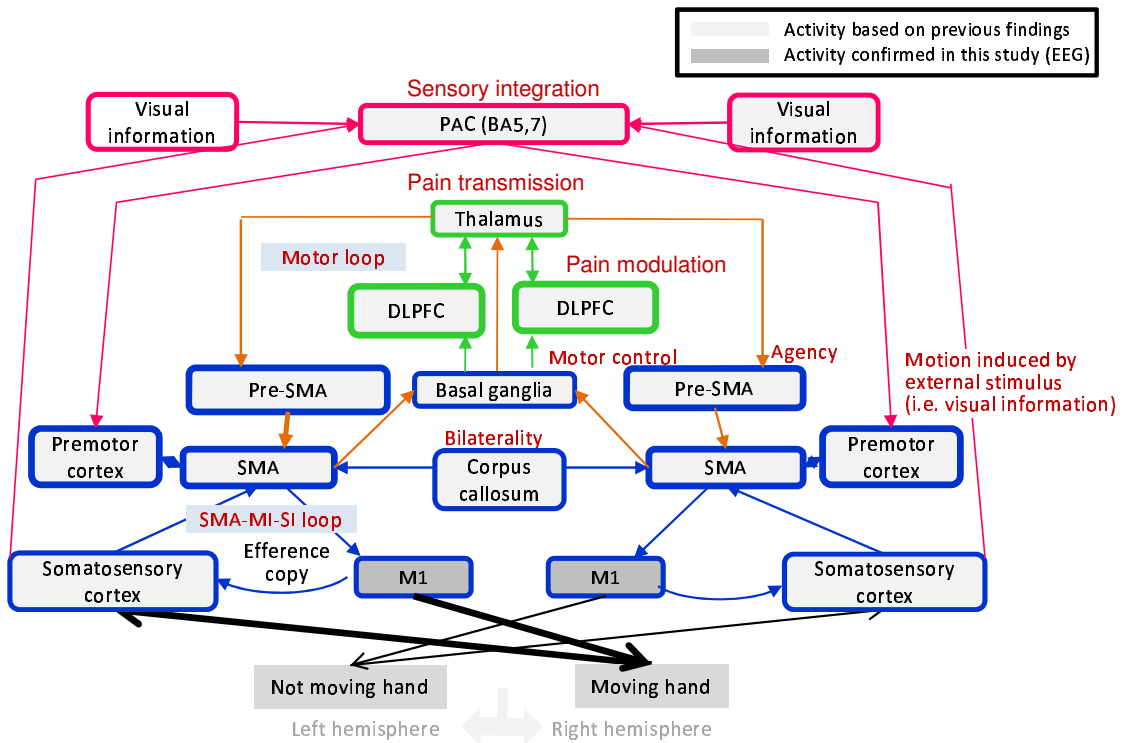 Activity based on previous findings
Activity confirmed in this study (EEG)
Sensory integration
Visual
information
PAC (BA5,7)
Visual
information
Pain transmission
Thalamus
Motor loop
Pain modulation
DLPFC
DLPFC
Motor control
Agency
Motion induced by
external stimulus
(i.e. visual information)
Pre-SMA
Basal ganglia
Pre-SMA
Bilaterality
Premotor
cortex
SMA
Corpus
callosum
SMA
Premotor
cortex
SMA-MI-SI loop
Efference
copy
Somatosensory
cortex
M1
M1
Somatosensory
cortex
Not moving hand
Moving hand
Left hemisphere
Right hemisphere